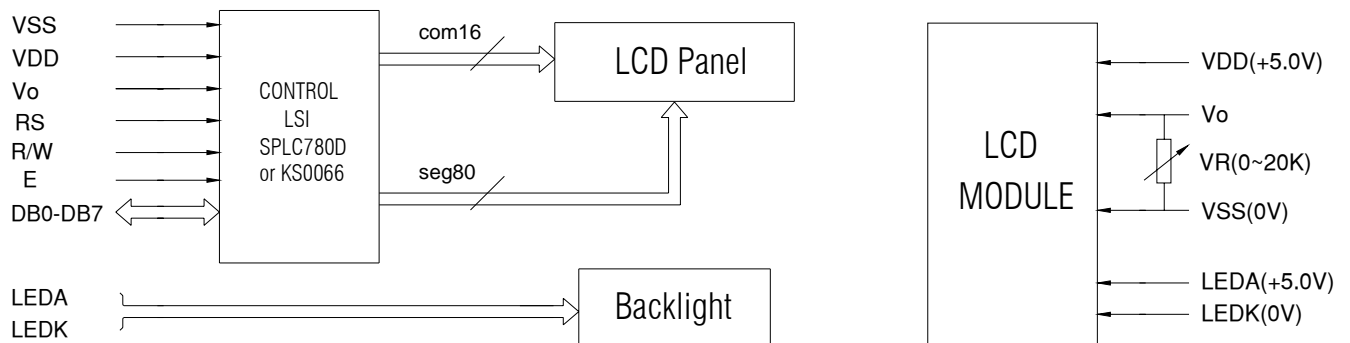 VSS
VDD
Vo
RS
R/W
E
DB0-DB7
CONTROL
LSI
SPLC780D
or KS0066
com16
seg80
LCD Panel
LEDA
LEDK
Backlight
LCD
MODULE
VDD(+5.0V)
Vo
VR(0~20K)
VSS(0V)
LEDA(+5.0V)
LEDK(0V)